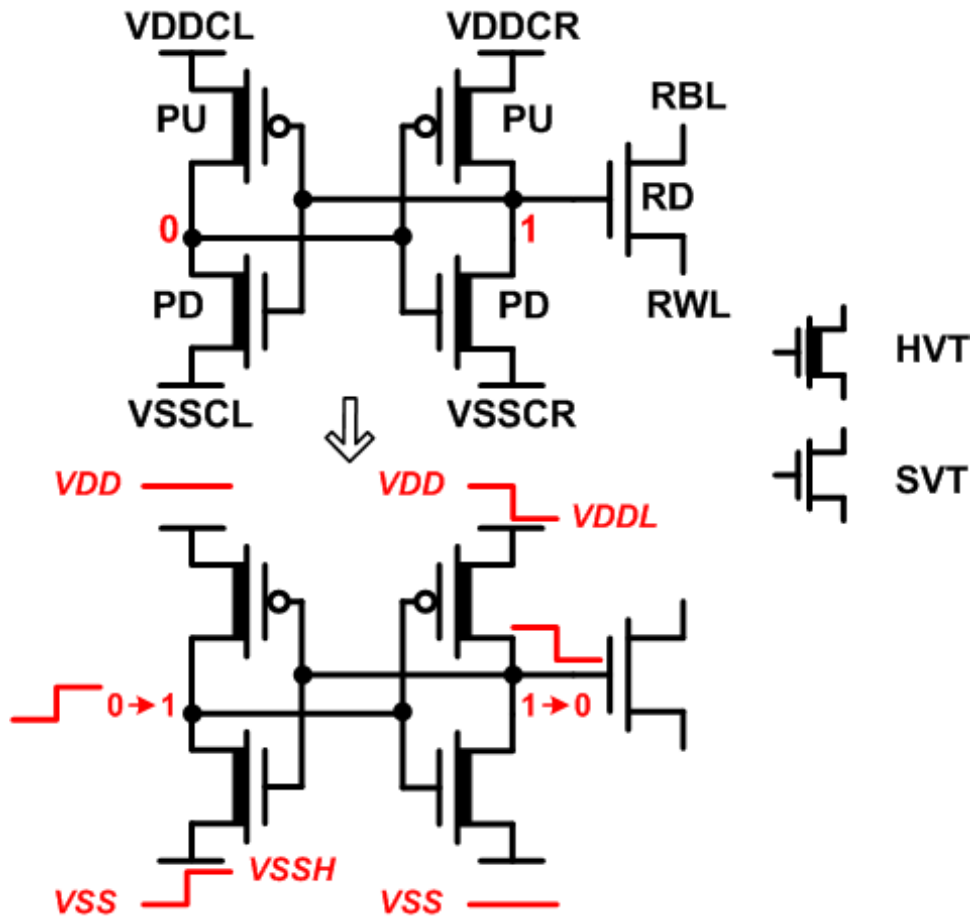 VDDCL VDDCR
PU PU RBL
RD
0 1
PD PD RWL
HVT
VSSCL VSSCR
SVT
VDD VDD
VDDL
0→1 1→0
VSSH
VSS VSS